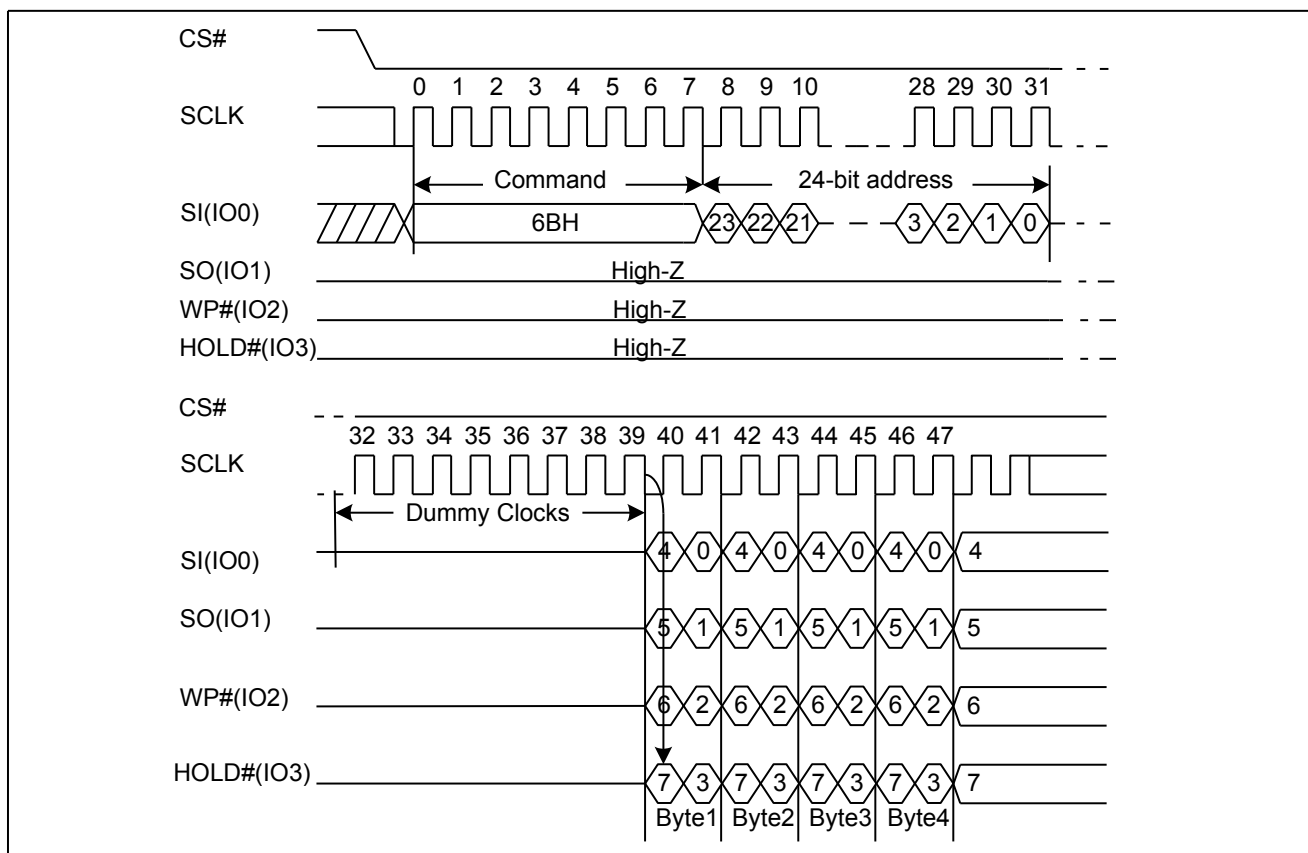 CS#
0 1 2 3 4 5 6 7 8 9 10 28 29 30 31
SCLK
Command 24-bit address
SI(IO0) 6BH 23 22 21 3 2 1 0
SO(IO1) High-Z
WP#(IO2) High-Z
HOLD#(IO3) High-Z
CS#
32 33 34 35 36 37 38 39 40 41 42 43 44 45 46 47
SCLK
Dummy Clocks
SI(IO0) 4 0 4 0 4 0 4 0 4
SO(IO1) 5 1 5 1 5 1 5 1 5
WP#(IO2) 6 2 6 2 6 2 6 2 6
HOLD#(IO3) 7 3 7 3 7 3 7 3 7
Byte1 Byte2 Byte3 Byte4